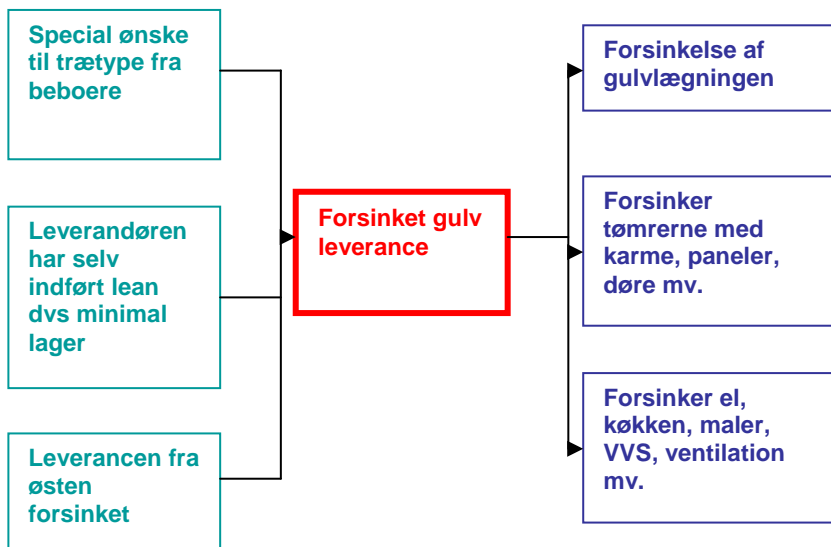 Special ønske
til trætype fra
beboere
Leverandøren
har selv
indført lean
dvs minimal
lager
Leverancen fra
østen
forsinket
Forsinket gulv
leverance
Forsinkelse af
gulvlægningen
Forsinker
tømrerne med
karme, paneler,
døre mv.
Forsinker el,
køkken, maler,
VVS, ventilation
mv.